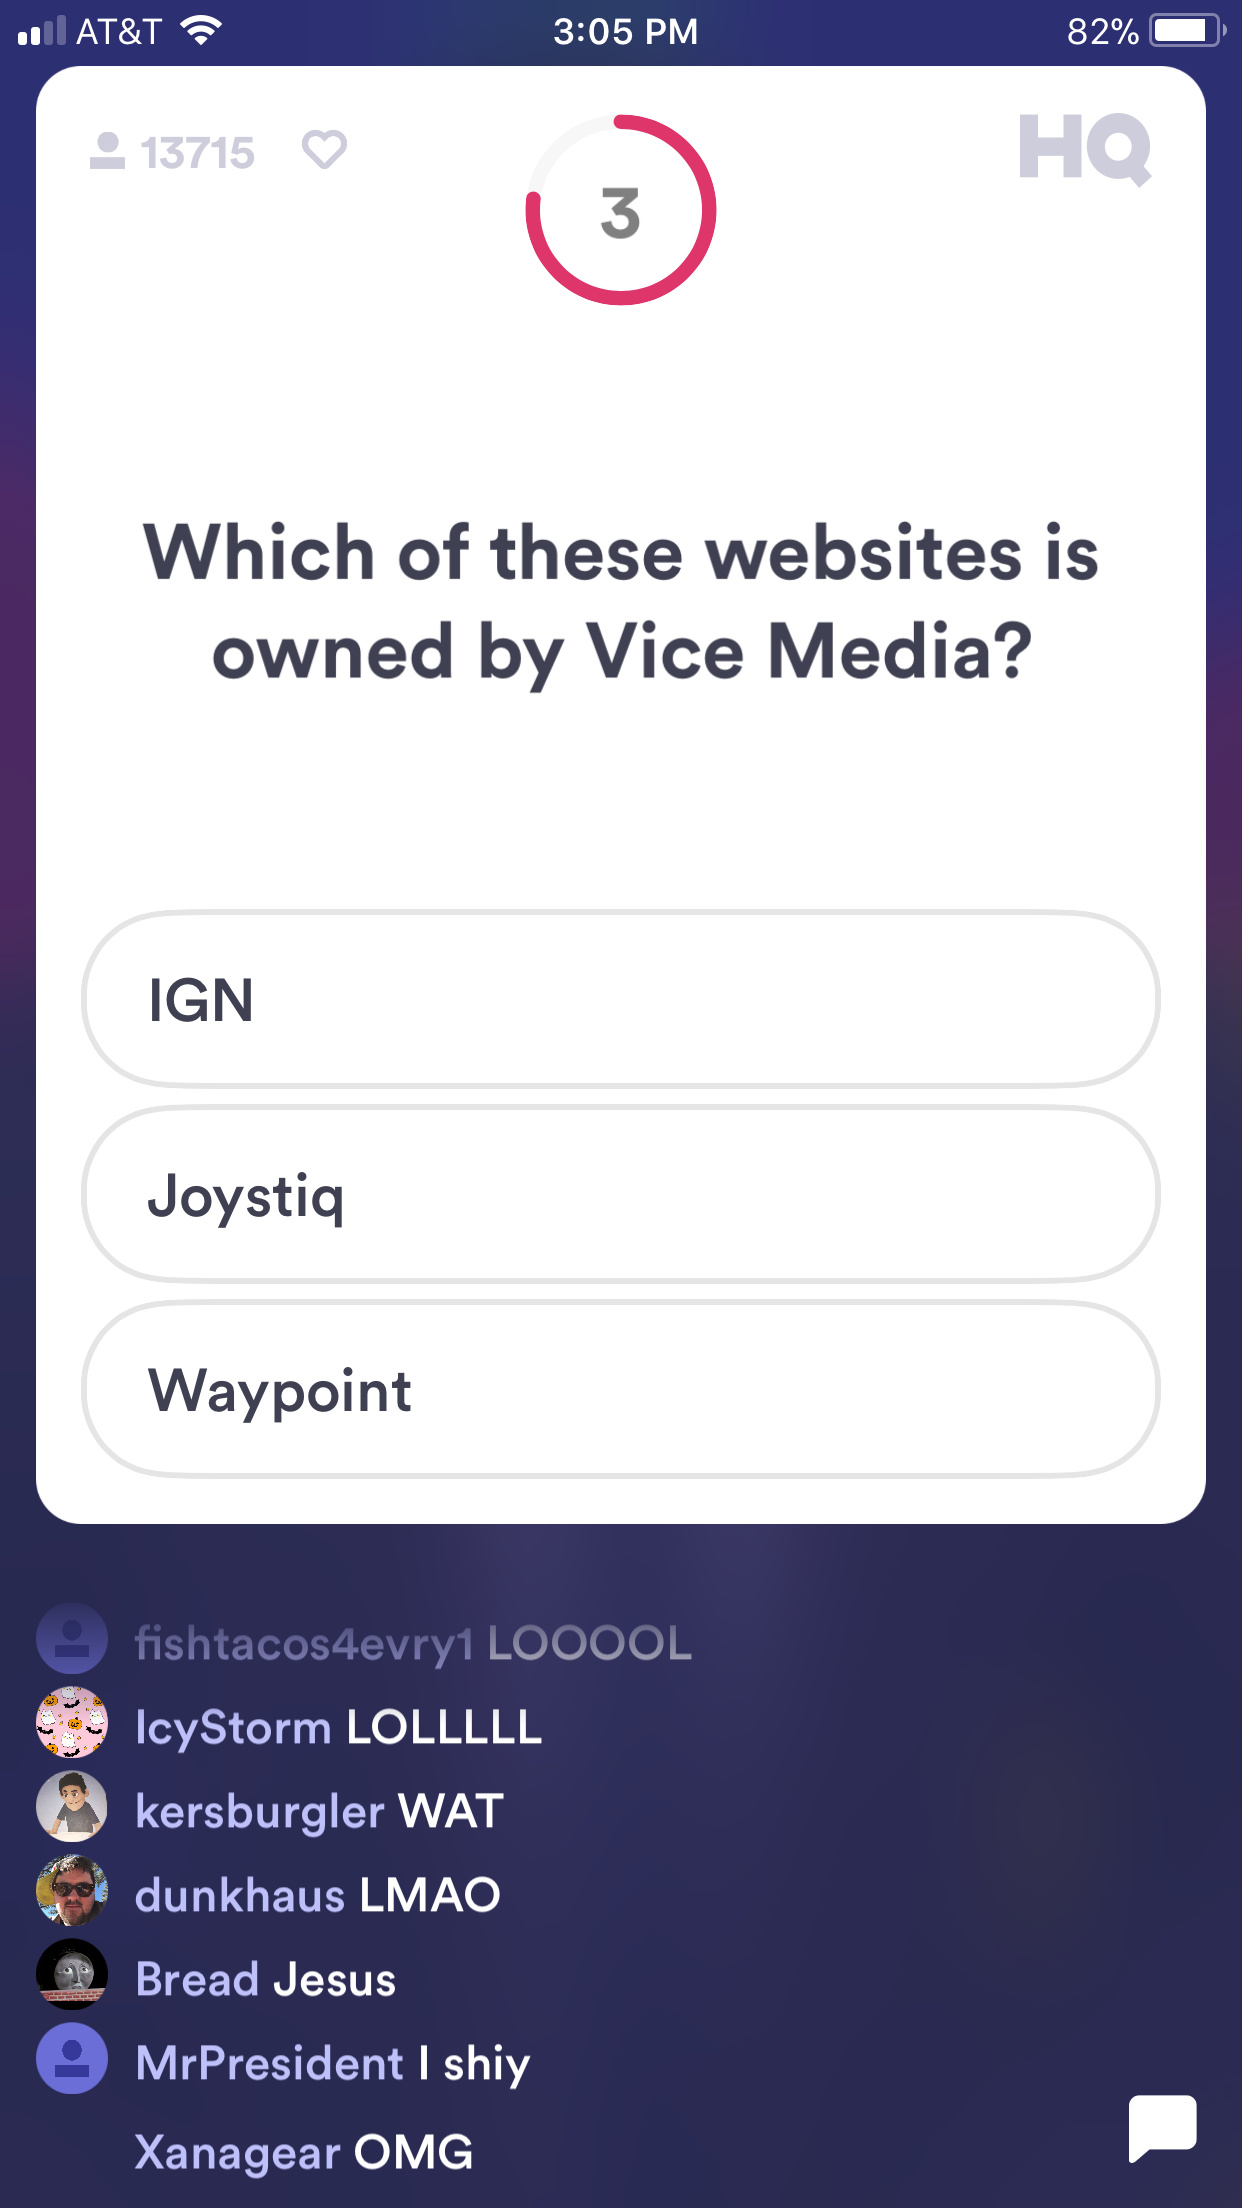 AT&T 3:05 PM 82%
13715 3 HQ
Which of these websites is
owned by Vice Media?
IGN
Joystiq
Waypoint
fishtacos4evry1 LOOOOL
IcyStorm LOLLLLL
kersburgler WAT
dunkhaus LMAO
Bread Jesus
MrPresident I shiy
Xanagear OMG